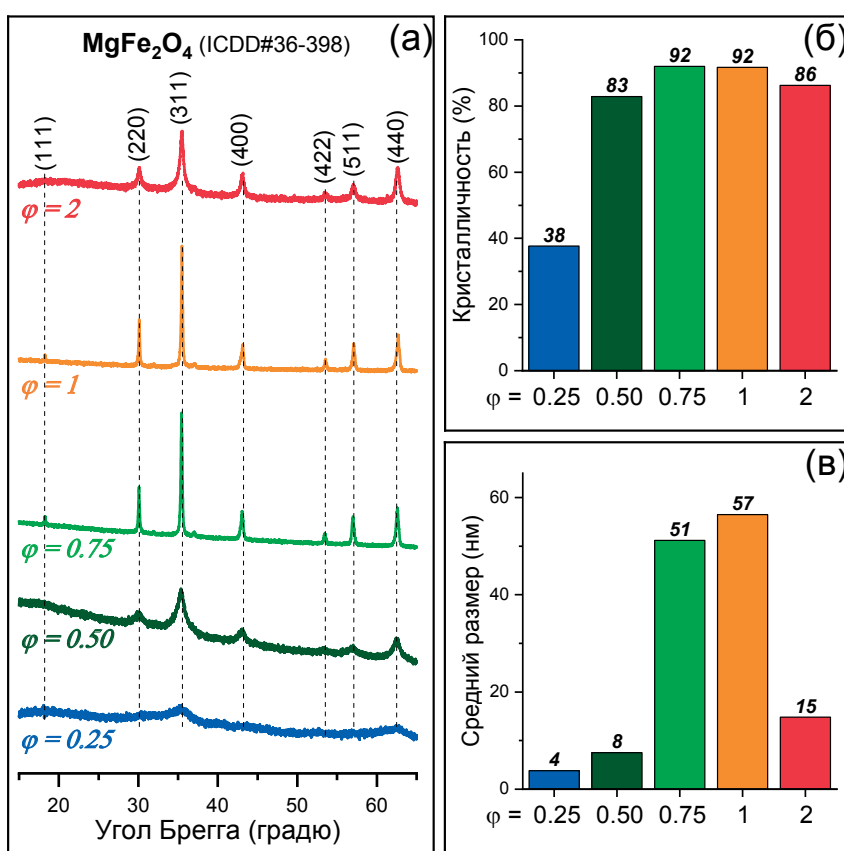 MgFe₂O₄ (ICDD#36-398) (а)
(111) (220) (311) (400) (422) (511) (440)
φ = 2
φ = 1
φ = 0.75
φ = 0.50
φ = 0.25
20 30 40 50 60
Угол Брегга (градю)
(б)
Кристалличность (%)
100
80
60
40
20
0
38 83 92 92 86
φ = 0.25 0.50 0.75 1 2
(в)
Средний размер (нм)
60
40
20
0
4 8 51 57 15
φ = 0.25 0.50 0.75 1 2